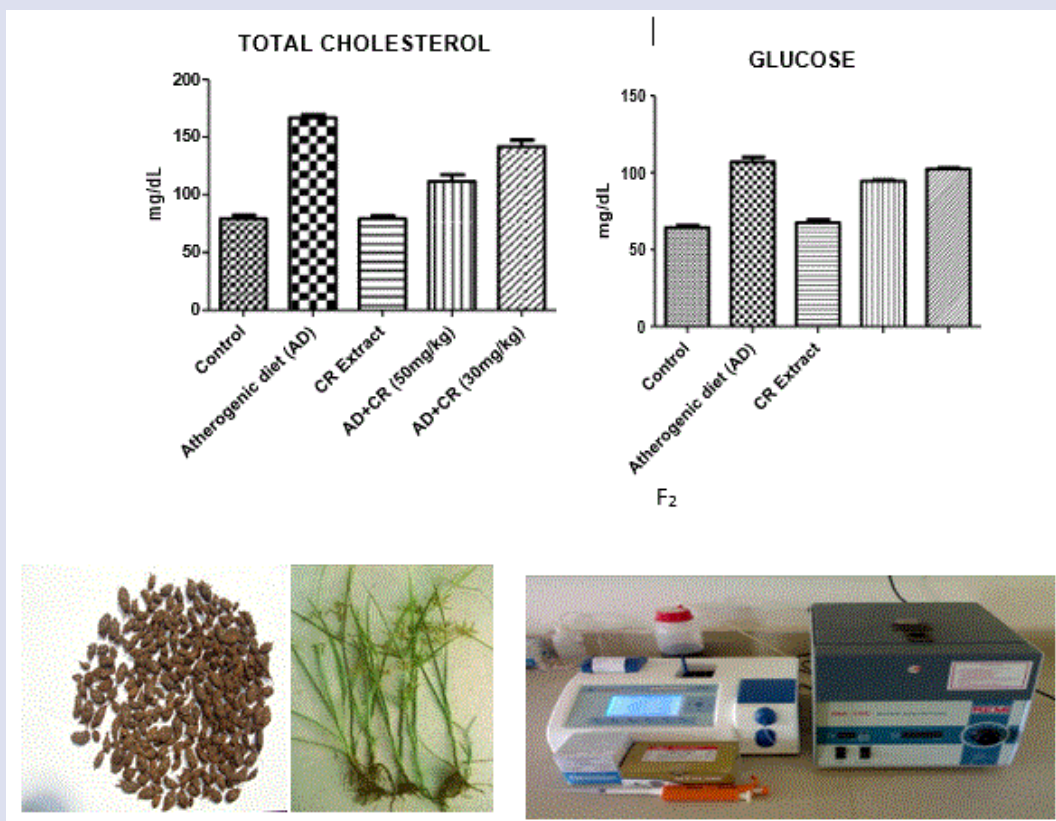 TOTAL CHOLESTEROL
200
150
100
50
0
mg/dL
Control
Atherogenic diet (AD)
CR Extract
AD+CR (50mg/kg)
AD+CR (30mg/kg)
GLUCOSE
150
100
50
0
mg/dL
Control
Atherogenic diet (AD)
CR Extract
F₂
REMI